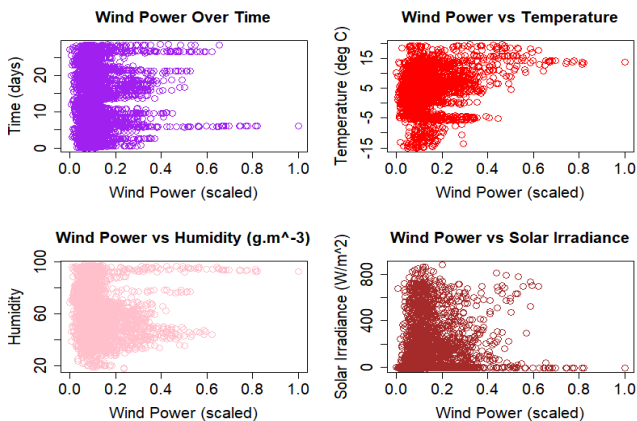 Wind Power Over Time
Time (days)
0 10 20
0.0 0.2 0.4 0.6 0.8 1.0
Wind Power (scaled)
Wind Power vs Temperature
Temperature (deg C)
-15 -5 5 15
0.0 0.2 0.4 0.6 0.8 1.0
Wind Power (scaled)
Wind Power vs Humidity (g.m^-3)
Humidity
20 60 100
0.0 0.2 0.4 0.6 0.8 1.0
Wind Power (scaled)
Wind Power vs Solar Irradiance
Solar Irradiance (W/m^2)
0 400 800
0.0 0.2 0.4 0.6 0.8 1.0
Wind Power (scaled)